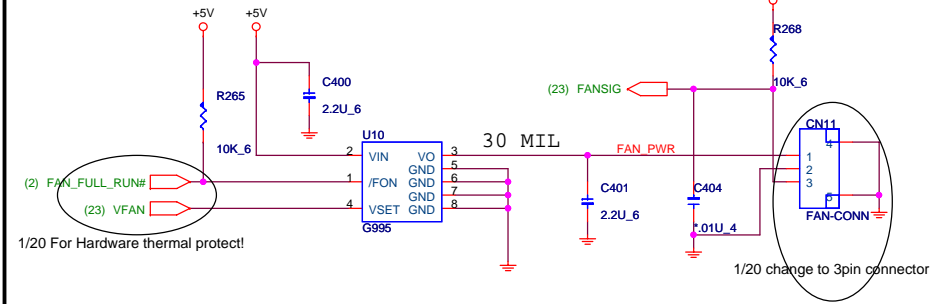 +5V
+5V
R268
C400
R265
(23) FANSIG
10K_6
2.2U_6
CN11
U10
30 MIL
4
10K_6
2 VIN VO 3
FAN_PWR
1
GND 5
2
(2) FAN_FULL_RUN#
1 /FON GND 6
C401
C404
3
GND 7
(23) VFAN
4 VSET GND 8
2.2U_6
5
G995
*.01U_4
FAN-CONN
1/20 For Hardware thermal protect!
1/20 change to 3pin connector